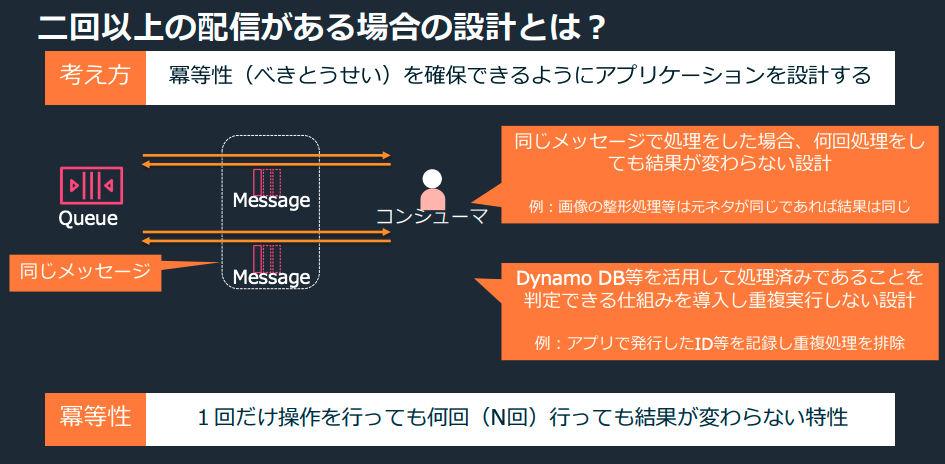 二回以上の配信がある場合の設計とは？
考え方
冪等性（べきとうせい）を確保できるようにアプリケーションを設計する
同じメッセージで処理をした場合、何回処理をし
ても結果が変わらない設計
例：画像の整形処理等は元ネタが同じであれば結果は同じ
Queue
Message
コンシューマ
同じメッセージ
Message
Dynamo DB等を活用して処理済みであることを
判定できる仕組みを導入し重複実行しない設計
例：アプリで発行したID等を記録し重複処理を排除
冪等性
１回だけ操作を行っても何回（N回）行っても結果が変わらない特性